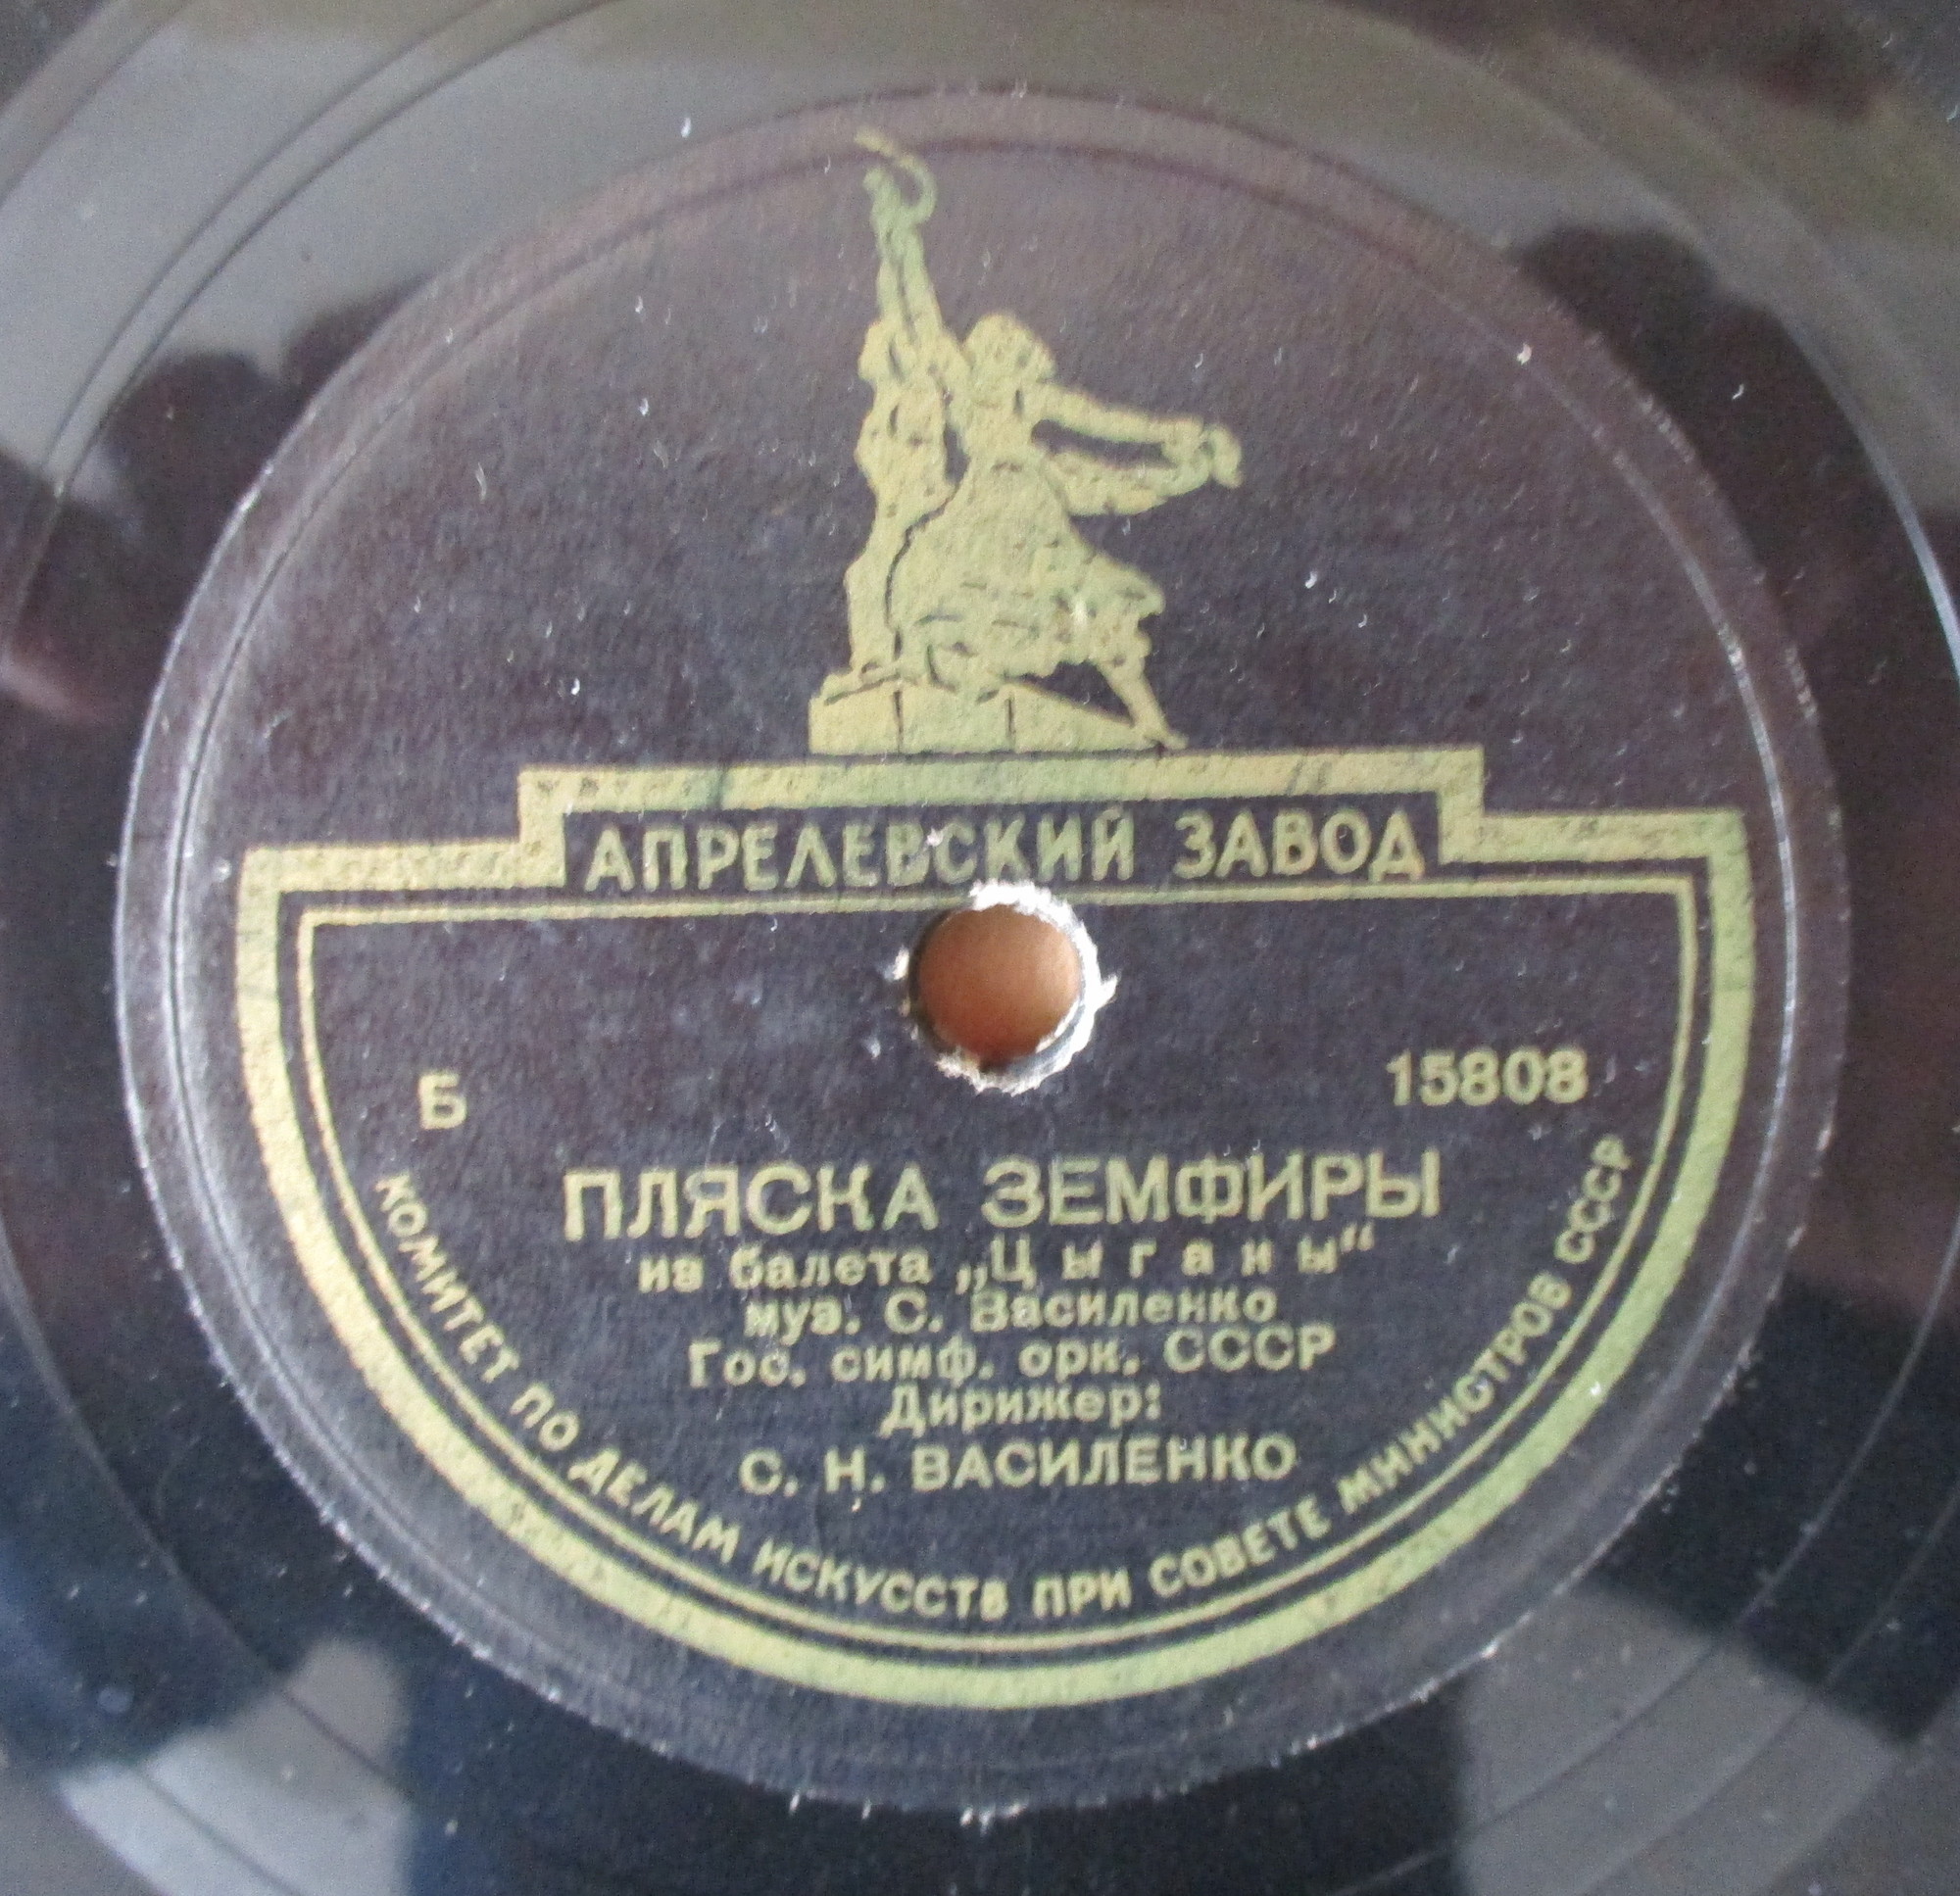 АПРЕЛЕВСКИЙ ЗАВОД
Б 15808
ПЛЯСКА ЗЕМФИРЫ
из балета „Цыганы“
муз. С. Василенко
Гос. симф. орк. СССР
Дирижер:
С. Н. ВАСИЛЕНКО
КОМИТЕТ ПО ДЕЛАМ ИСКУССТВ ПРИ СОВЕТЕ МИНИСТРОВ СССР